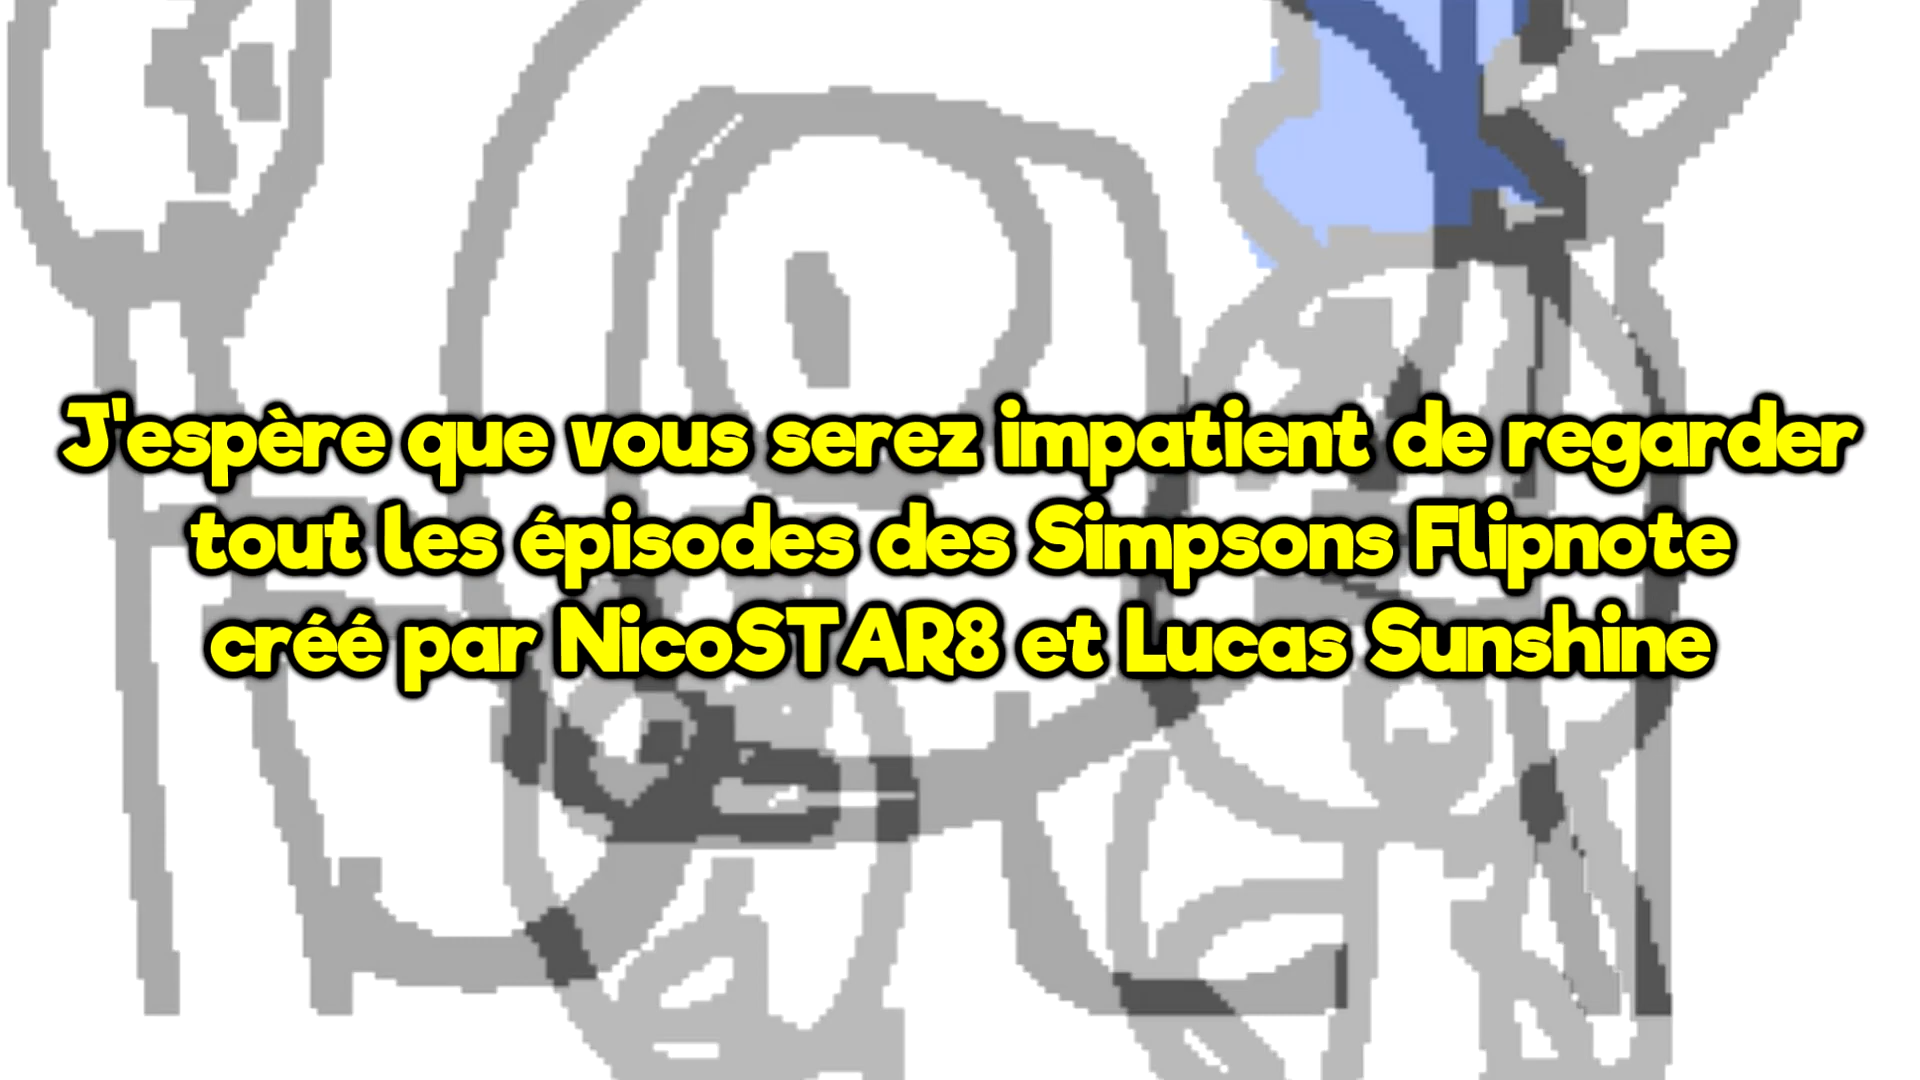 J'espère que vous serez impatient de regarder
tout les épisodes des Simpsons Flipnote
créé par NicoSTAR8 et Lucas Sunshine